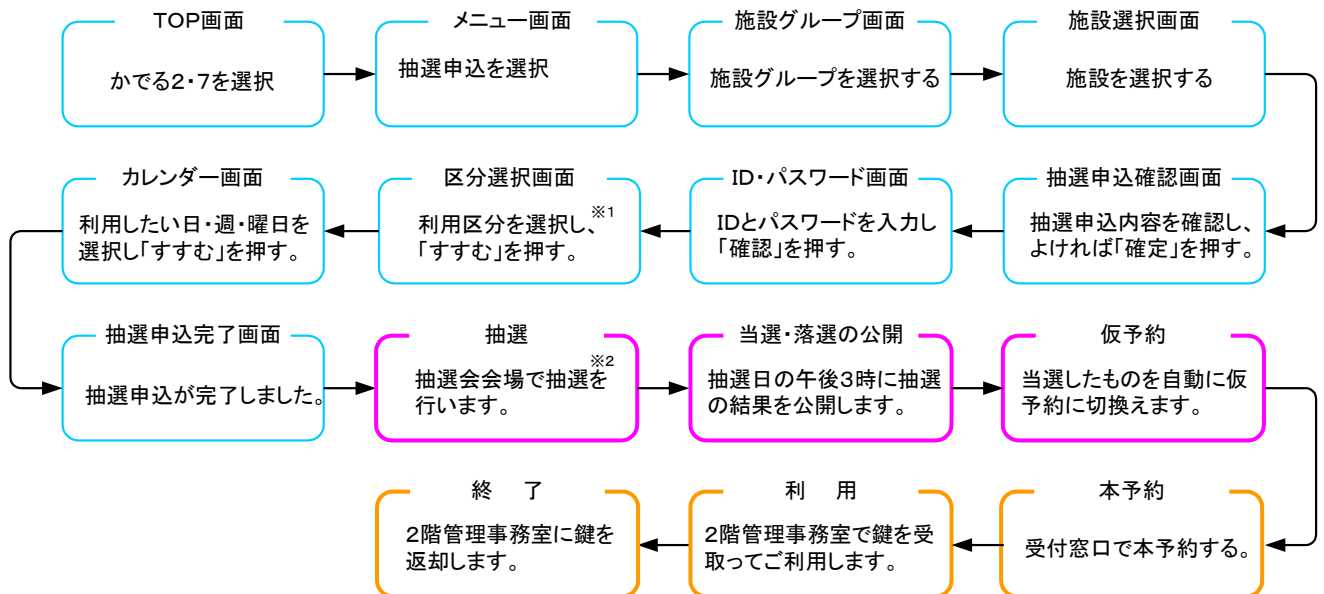 TOP画面
かでる2・7を選択
メニュー画面
抽選申込を選択
施設グループ画面
施設グループを選択する
施設選択画面
施設を選択する
抽選申込確認画面
抽選申込内容を確認し、
よければ「確定」を押す。
ID・パスワード画面
IDとパスワードを入力し
「確認」を押す。
区分選択画面
※1
利用区分を選択し、
「すすむ」を押す。
カレンダー画面
利用したい日・週・曜日を
選択し「すすむ」を押す。
抽選申込完了画面
抽選申込が完了しました。
抽選
※2
抽選会会場で抽選を
行います。
当選・落選の公開
抽選日の午後3時に抽選
の結果を公開します。
仮予約
当選したものを自動に仮
予約に切換えます。
本予約
受付窓口で本予約する。
利　用
2階管理事務室で鍵を受
取ってご利用します。
終　了
2階管理事務室に鍵を
返却します。